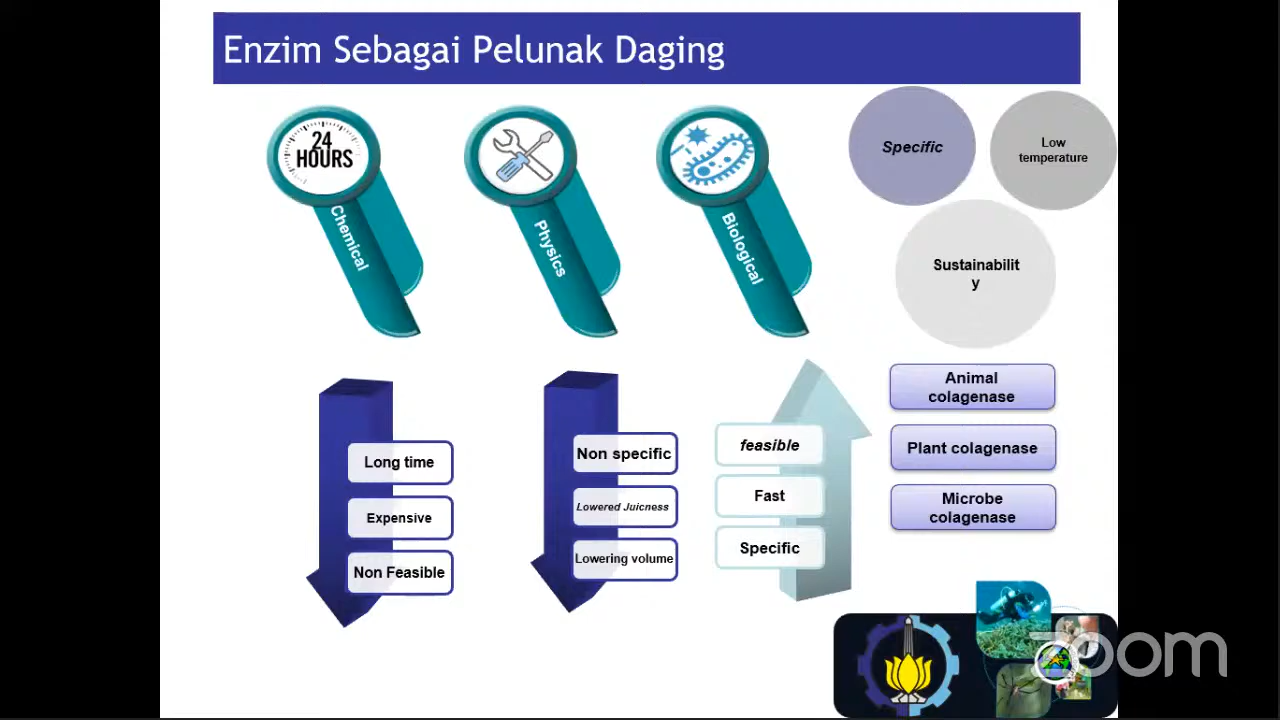 Enzim Sebagai Pelunak Daging
24
HOURS
Chemical
Physics
Biological
Specific
Low
temperature
Sustainabilit
y
Long time
Expensive
Non Feasible
Non specific
Lowered Juicness
Lowering volume
feasible
Fast
Specific
Animal
colagenase
Plant colagenase
Microbe
colagenase
zoom